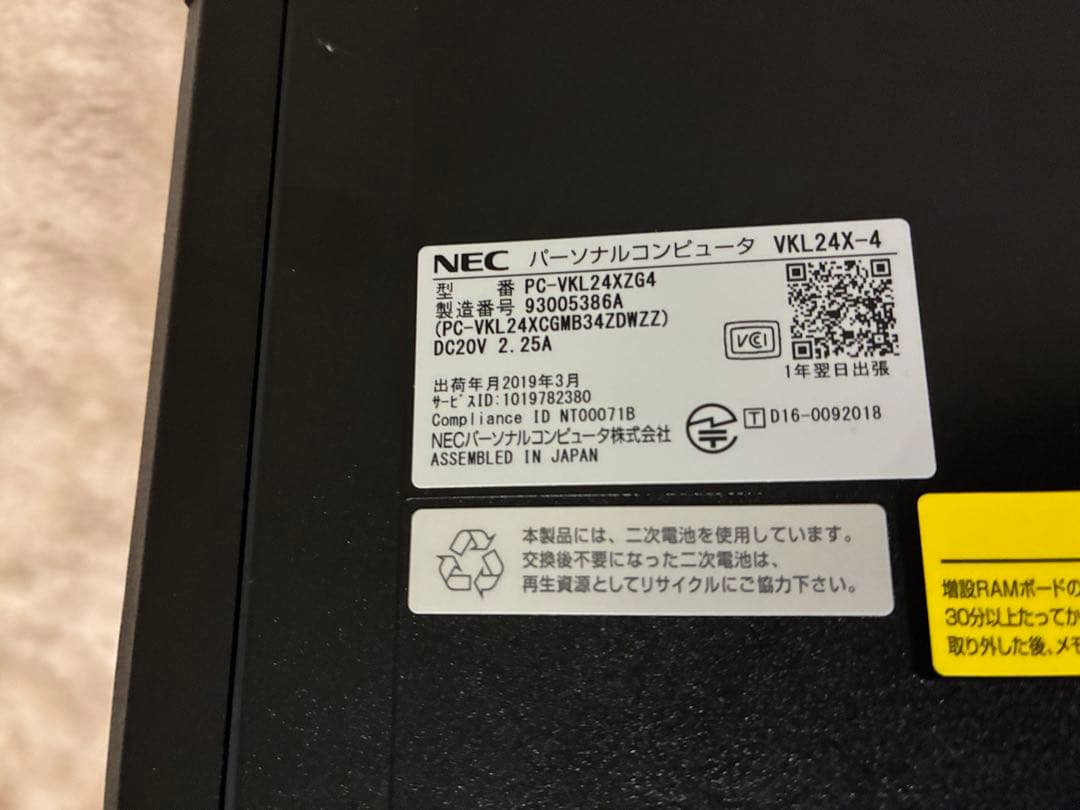 NEC パーソナルコンピュータ VKL24X-4
型 番 PC-VKL24XZG4
製造番号 93005386A
(PC-VKL24XCGMB34ZDWZZ)
DC20V 2.25A
VCI
1年翌日出張
出荷年月2019年3月
サービスID:1019782380
Compliance ID NT00071B
T D16-0092018
NECパーソナルコンピュータ株式会社
ASSEMBLED IN JAPAN
本製品には、二次電池を使用しています。
交換後不要になった二次電池は、
再生資源としてリサイクルにご協力下さい。
増設RAMボードの
30分以上たってか
取り外した後、メモ